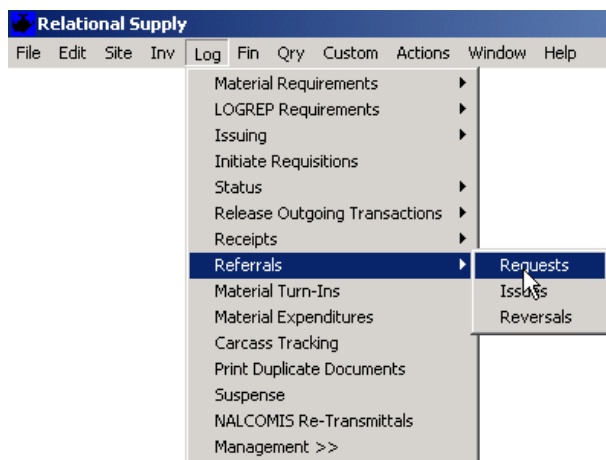 Relational Supply
File Edit Site Inv Log Fin Qry Custom Actions Window Help
Material Requirements
LOGREP Requirements
Issuing
Initiate Requisitions
Status
Release Outgoing Transactions
Receipts
Referrals
Requests
Issues
Reversals
Material Turn-Ins
Material Expenditures
Carcass Tracking
Print Duplicate Documents
Suspense
NALCOMIS Re-Transmittals
Management >>